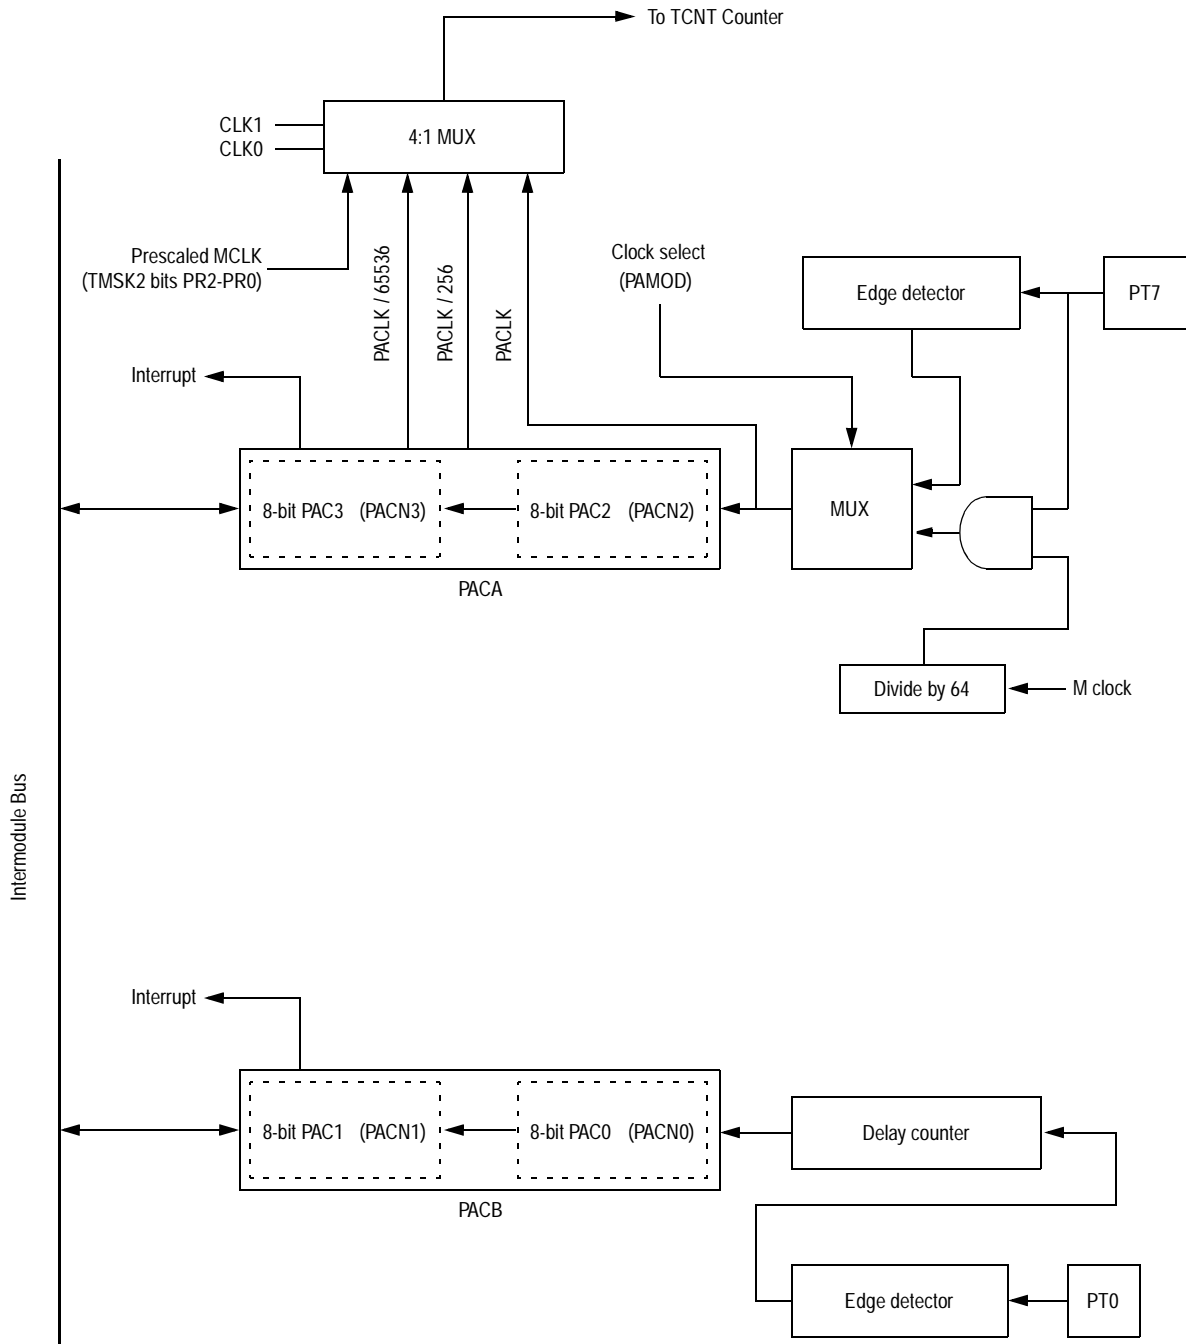 To TCNT Counter
CLK1
CLK0
4:1 MUX
Prescaled MCLK
(TMSK2 bits PR2-PR0)
PACLK / 65536
PACLK / 256
PACLK
Clock select
(PAMOD)
Edge detector
PT7
Interrupt
8-bit PAC3 (PACN3)
8-bit PAC2 (PACN2)
MUX
PACA
Divide by 64
M clock
Intermodule Bus
Interrupt
8-bit PAC1 (PACN1)
8-bit PAC0 (PACN0)
Delay counter
PACB
Edge detector
PT0